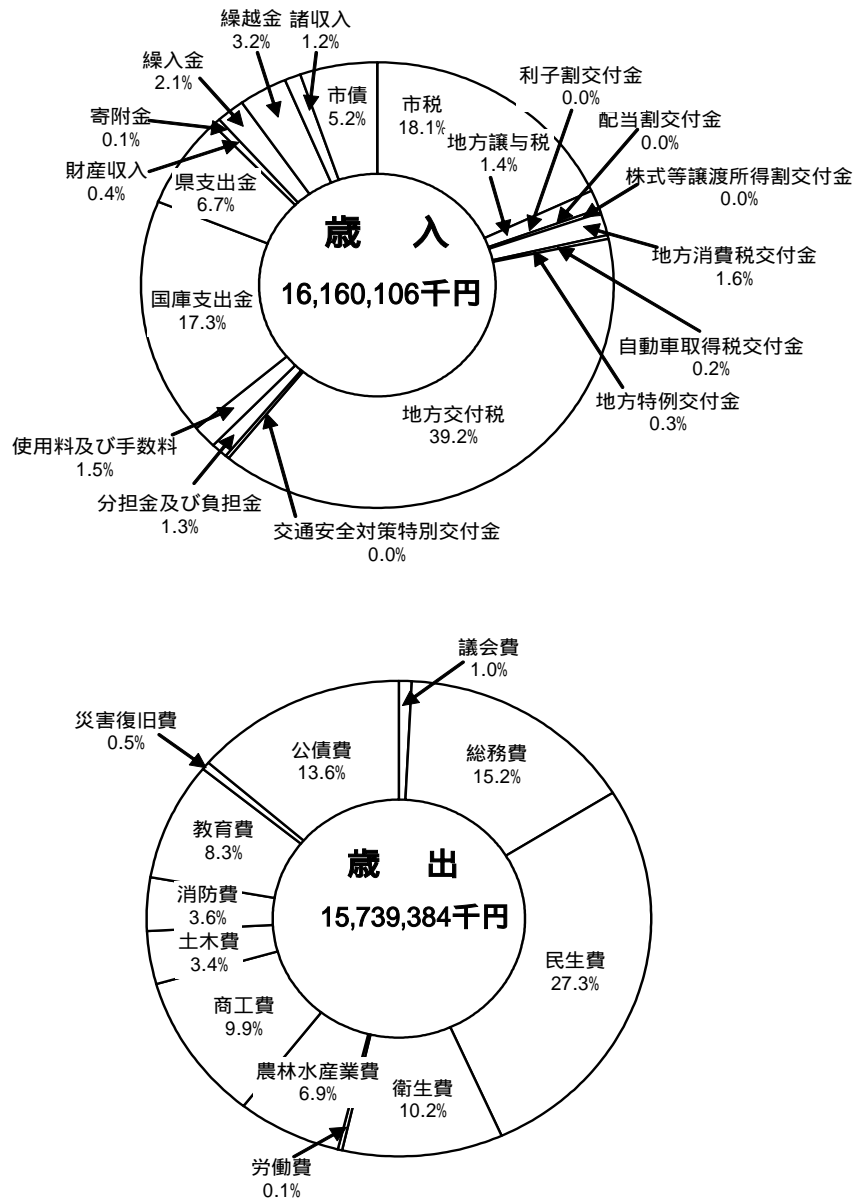 繰越金
3.2%
諸収入
1.2%
繰入金
2.1%
寄附金
0.1%
財産収入
0.4%
県支出金
6.7%
市債
5.2%
市税
18.1%
地方譲与税
1.4%
利子割交付金
0.0%
配当割交付金
0.0%
株式等譲渡所得割交付金
0.0%
地方消費税交付金
1.6%
自動車取得税交付金
0.2%
地方特例交付金
0.3%
歳 入
16,160,106千円
国庫支出金
17.3%
地方交付税
39.2%
使用料及び手数料
1.5%
分担金及び負担金
1.3%
交通安全対策特別交付金
0.0%
議会費
1.0%
災害復旧費
0.5%
公債費
13.6%
総務費
15.2%
教育費
8.3%
歳 出
15,739,384千円
消防費
3.6%
土木費
3.4%
民生費
27.3%
商工費
9.9%
農林水産業費
6.9%
衛生費
10.2%
労働費
0.1%